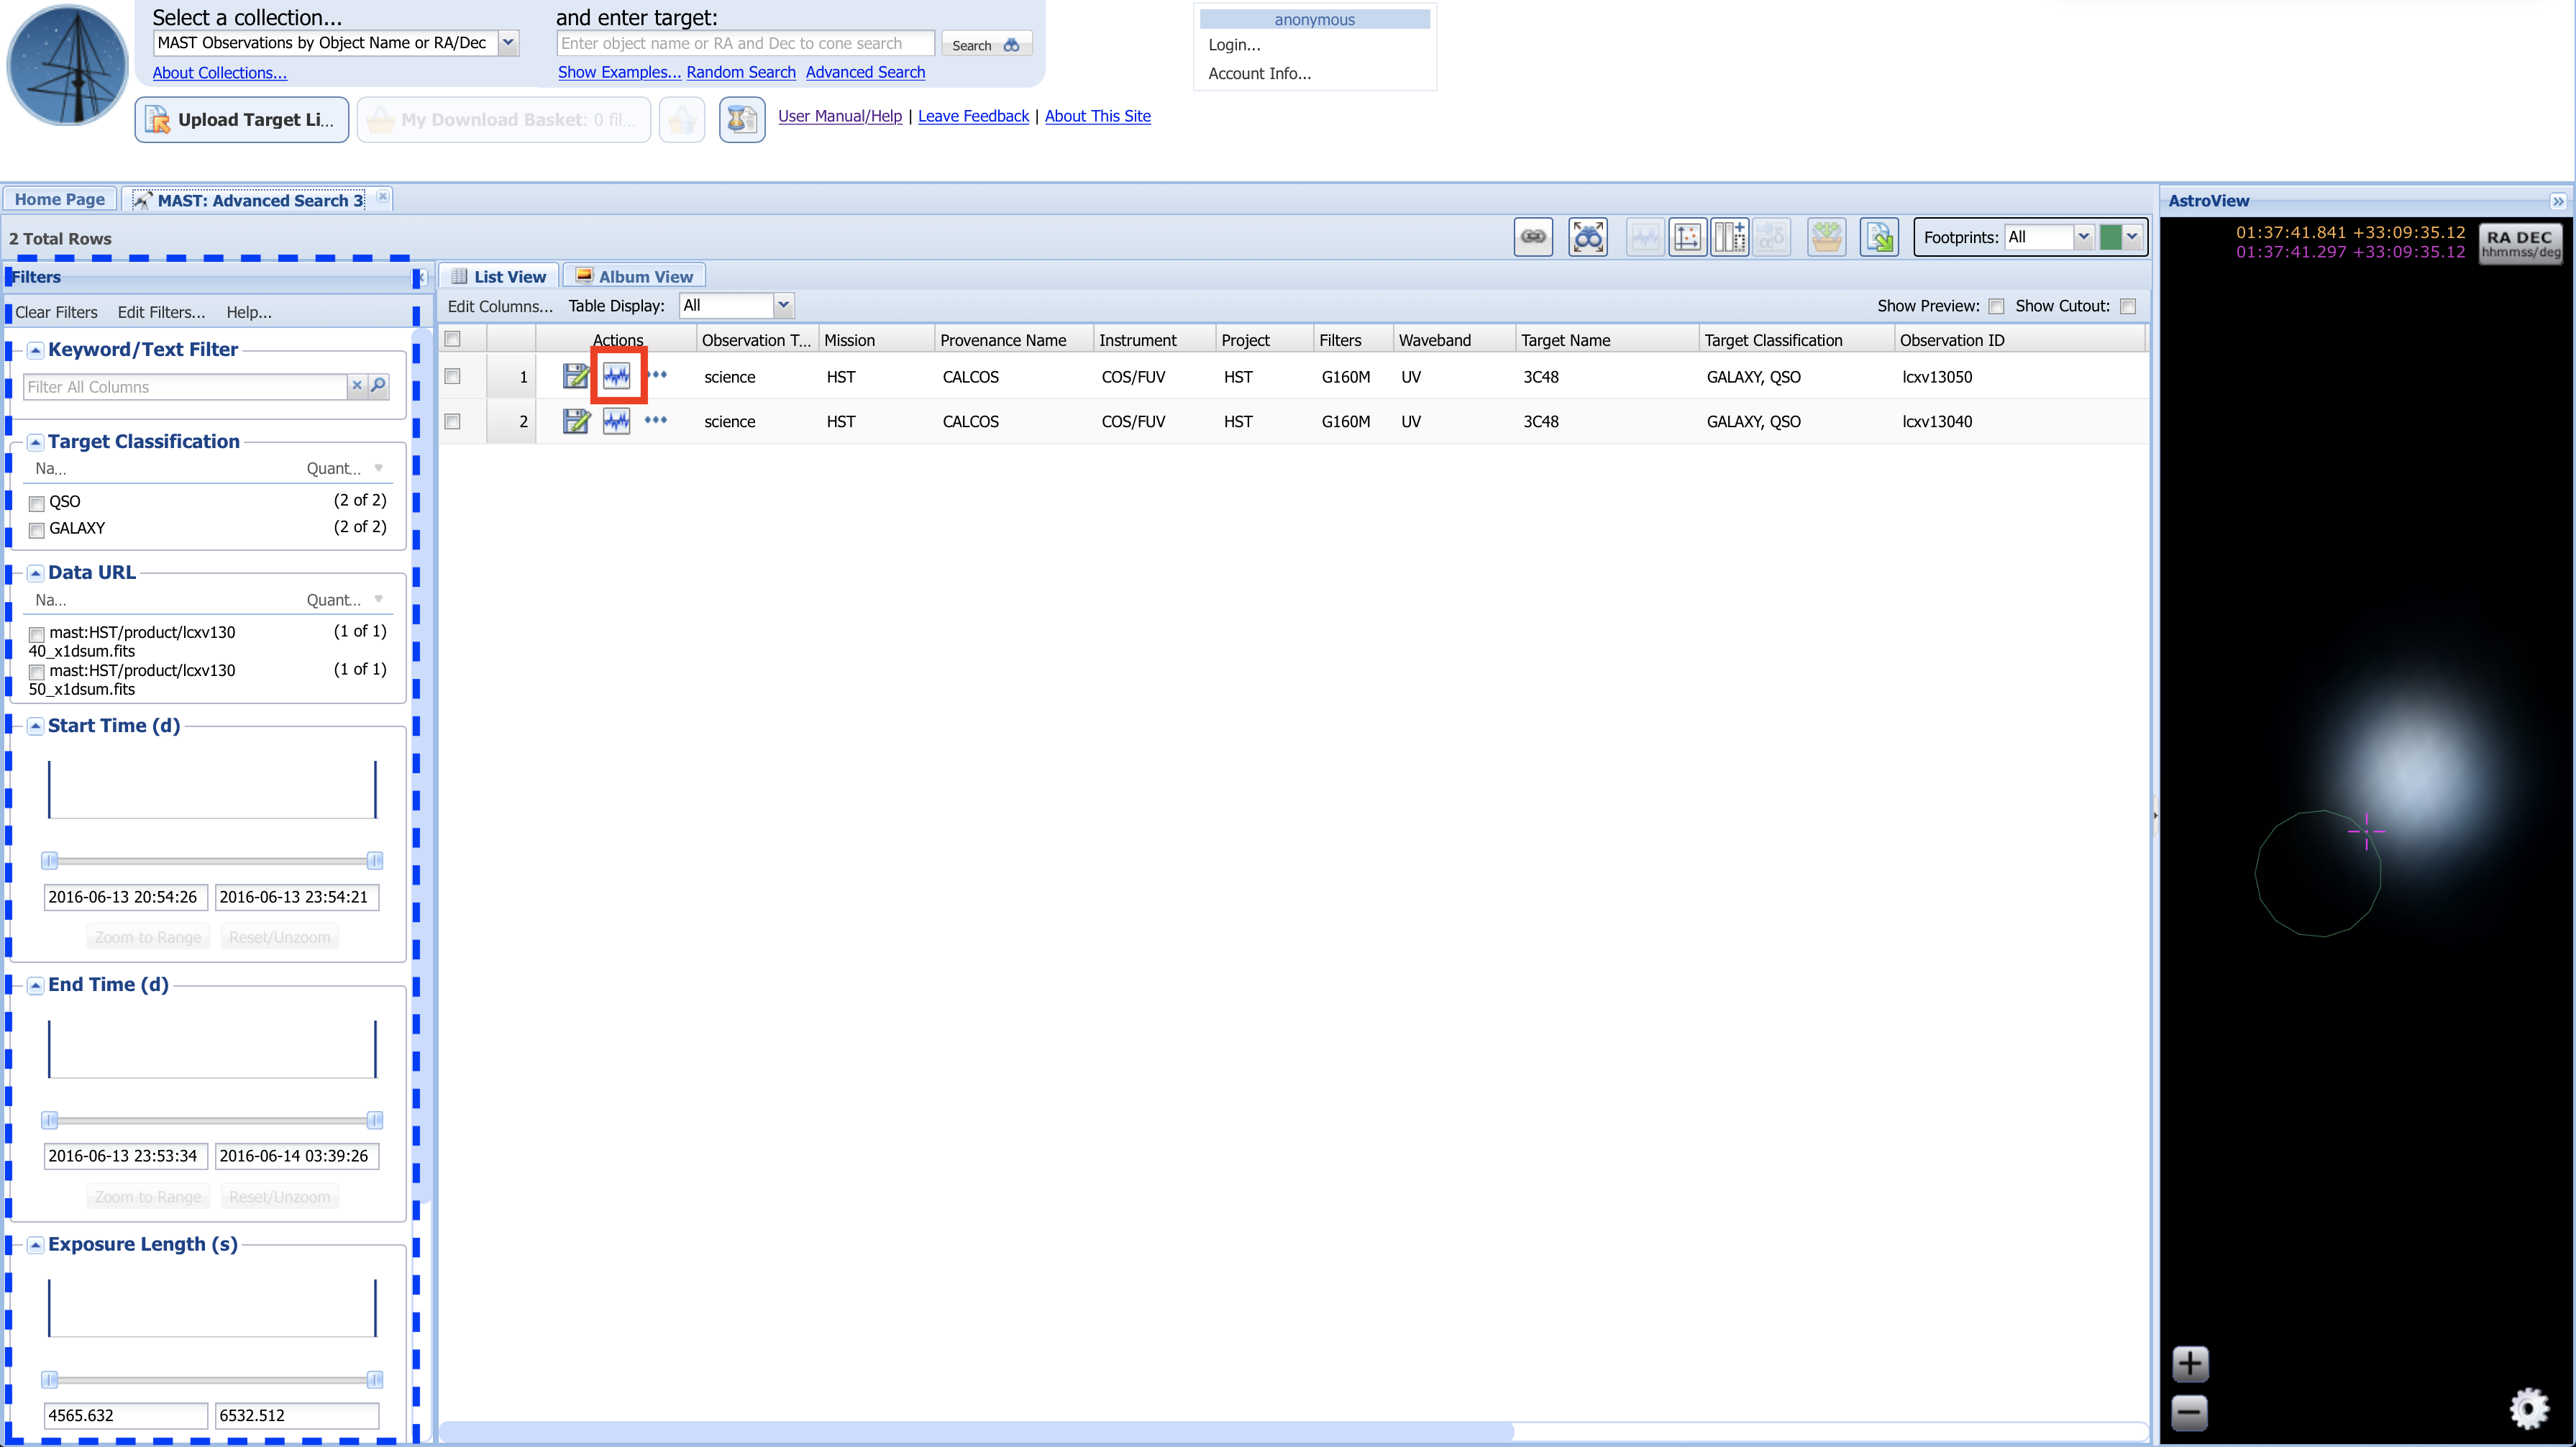 Select a collection...
and enter target:
anonymous
MAST Observations by Object Name or RA/Dec
Enter object name or RA and Dec to cone search
Search
Login...
About Collections...
Show Examples... Random Search Advanced Search
Account Info...
Upload Target Li...
My Download Basket: 0 fil...
User Manual/Help | Leave Feedback | About This Site
Home Page
MAST: Advanced Search 3
AstroView
2 Total Rows
Footprints: All
01:37:41.841 +33:09:35.12
01:37:41.297 +33:09:35.12
RA DEC
hhmmss/deg
Filters
List View
Album View
Clear Filters Edit Filters... Help...
Edit Columns... Table Display: All
Show Preview: Show Cutout:
Actions Observation T... Mission Provenance Name Instrument Project Filters Waveband Target Name Target Classification Observation ID
1 science HST CALCOS COS/FUV HST G160M UV 3C48 GALAXY, QSO lcxv13050
2 science HST CALCOS COS/FUV HST G160M UV 3C48 GALAXY, QSO lcxv13040
Keyword/Text Filter
Filter All Columns
Target Classification
Na... Quant...
QSO (2 of 2)
GALAXY (2 of 2)
Data URL
Na... Quant...
mast:HST/product/lcxv130 (1 of 1)
40_x1dsum.fits
mast:HST/product/lcxv130 (1 of 1)
50_x1dsum.fits
Start Time (d)
2016-06-13 20:54:26 2016-06-13 23:54:21
Zoom to Range Reset/Unzoom
End Time (d)
2016-06-13 23:53:34 2016-06-14 03:39:26
Zoom to Range Reset/Unzoom
Exposure Length (s)
4565.632 6532.512